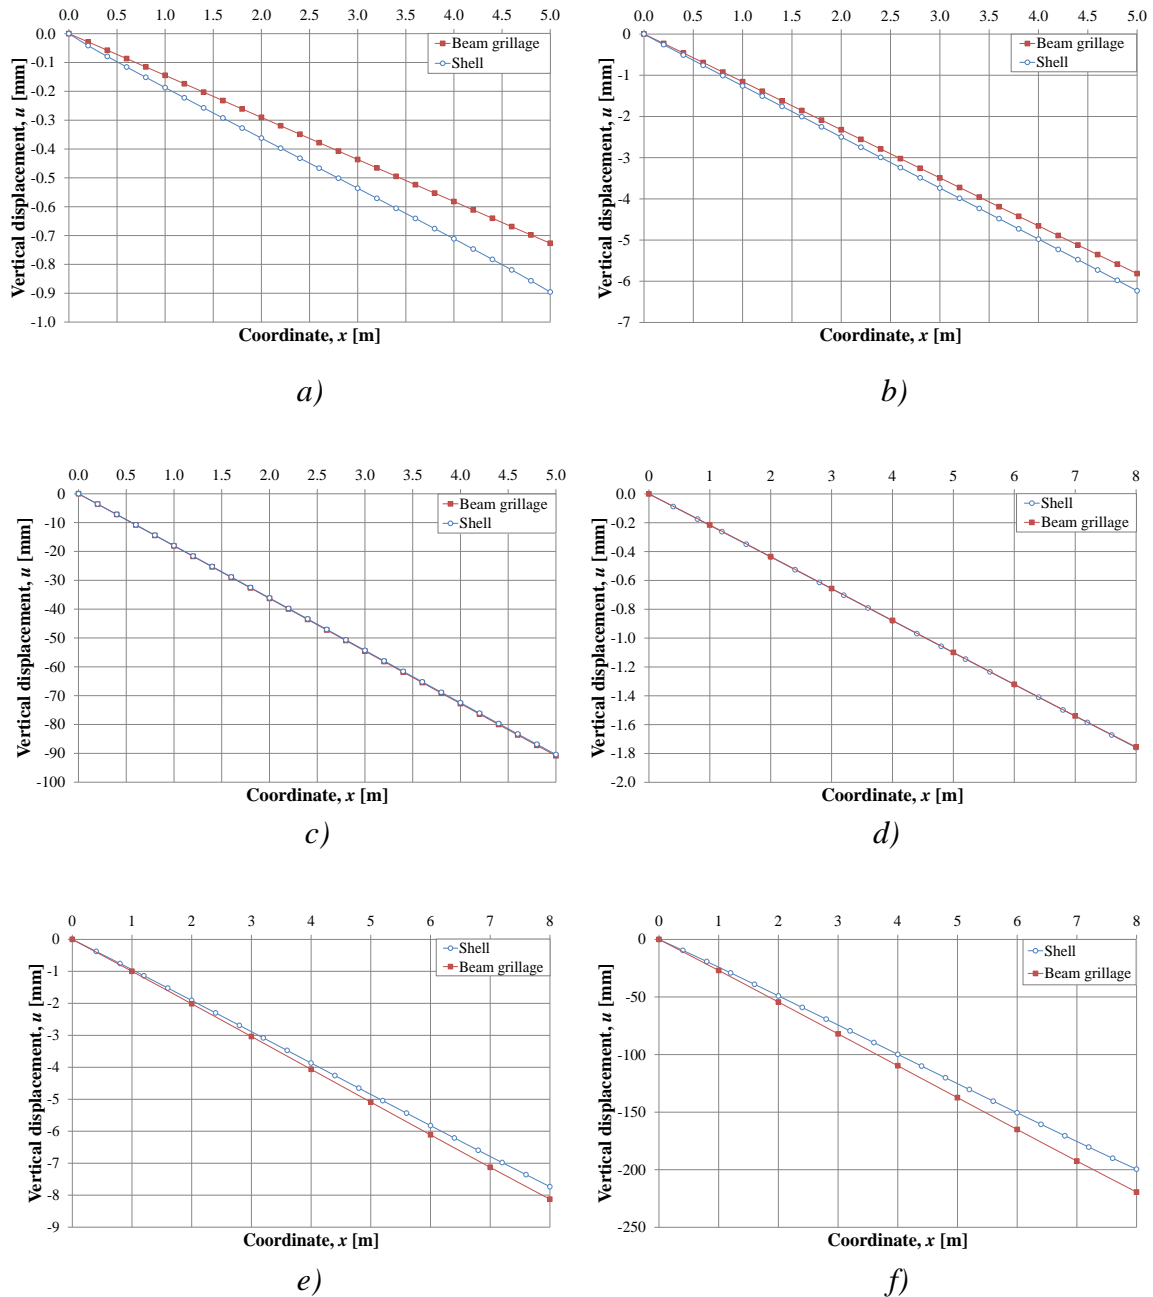 0.0 0.5 1.0 1.5 2.0 2.5 3.0 3.5 4.0 4.5 5.0
0.0
-0.1
-0.2
-0.3
-0.4
-0.5
-0.6
-0.7
-0.8
-0.9
-1.0
Vertical displacement, u [mm]
Beam grillage
Shell
Coordinate, x [m]
a)
0.0 0.5 1.0 1.5 2.0 2.5 3.0 3.5 4.0 4.5 5.0
0
-1
-2
-3
-4
-5
-6
-7
Vertical displacement, u [mm]
Beam grillage
Shell
Coordinate, x [m]
b)
0.0 0.5 1.0 1.5 2.0 2.5 3.0 3.5 4.0 4.5 5.0
0
-10
-20
-30
-40
-50
-60
-70
-80
-90
-100
Vertical displacement, u [mm]
Beam grillage
Shell
Coordinate, x [m]
c)
0 1 2 3 4 5 6 7 8
0.0
-0.2
-0.4
-0.6
-0.8
-1.0
-1.2
-1.4
-1.6
-1.8
-2.0
Vertical displacement, u [mm]
Shell
Beam grillage
Coordinate, x [m]
d)
0 1 2 3 4 5 6 7 8
0
-1
-2
-3
-4
-5
-6
-7
-8
-9
Vertical displacement, u [mm]
Shell
Beam grillage
Coordinate, x [m]
e)
0 1 2 3 4 5 6 7 8
0
-50
-100
-150
-200
-250
Vertical displacement, u [mm]
Shell
Beam grillage
Coordinate, x [m]
f)